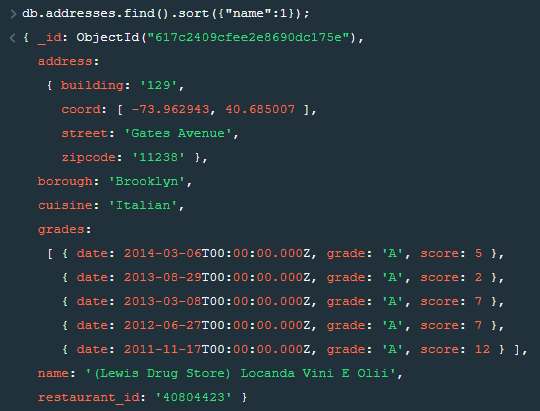 > db.addresses.find().sort({"name":1});
< { _id: ObjectId("617c2409cfee2e8690dc175e"),
address:
{ building: '129',
coord: [ -73.962943, 40.685007 ],
street: 'Gates Avenue',
zipcode: '11238' },
borough: 'Brooklyn',
cuisine: 'Italian',
grades:
[ { date: 2014-03-06T00:00:00.000Z, grade: 'A', score: 5 },
{ date: 2013-08-29T00:00:00.000Z, grade: 'A', score: 2 },
{ date: 2013-03-08T00:00:00.000Z, grade: 'A', score: 7 },
{ date: 2012-06-27T00:00:00.000Z, grade: 'A', score: 7 },
{ date: 2011-11-17T00:00:00.000Z, grade: 'A', score: 12 } ],
name: '(Lewis Drug Store) Locanda Vini E Olii',
restaurant_id: '40804423' }